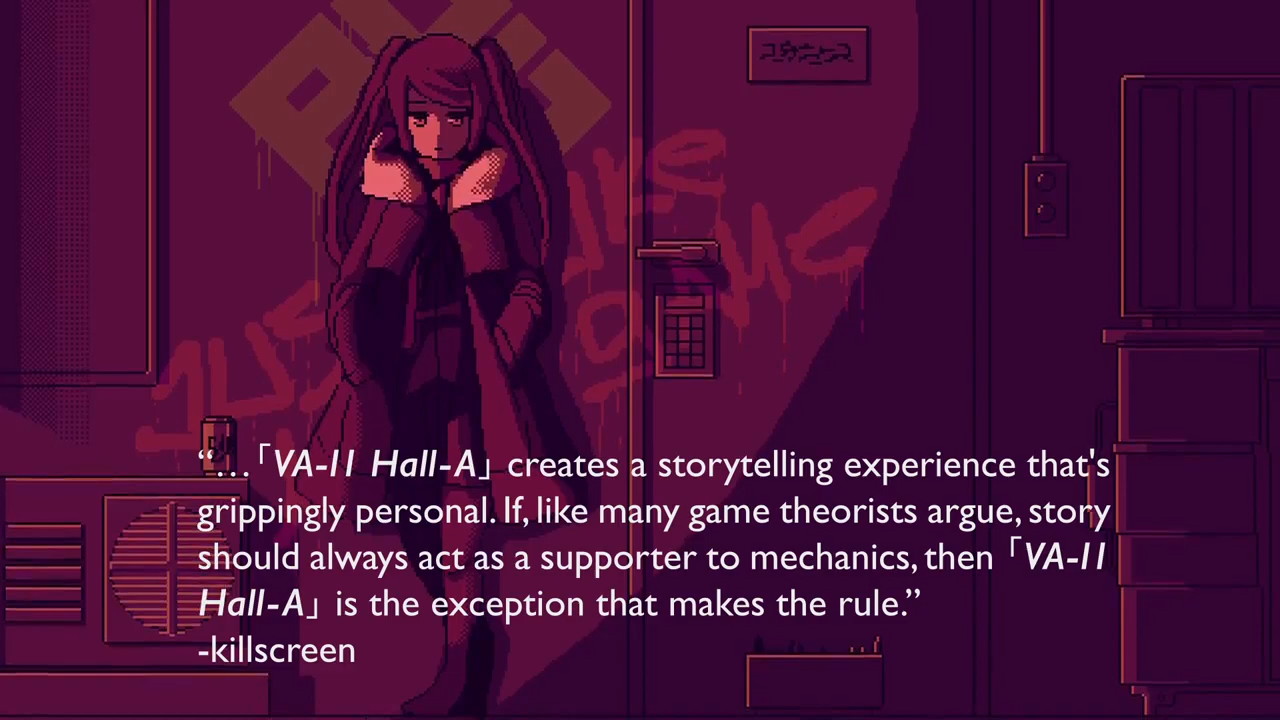 “…「VA-11 Hall-A」 creates a storytelling experience that's
grippingly personal. If, like many game theorists argue, story
should always act as a supporter to mechanics, then 「VA-11
Hall-A」 is the exception that makes the rule.”
-killscreen